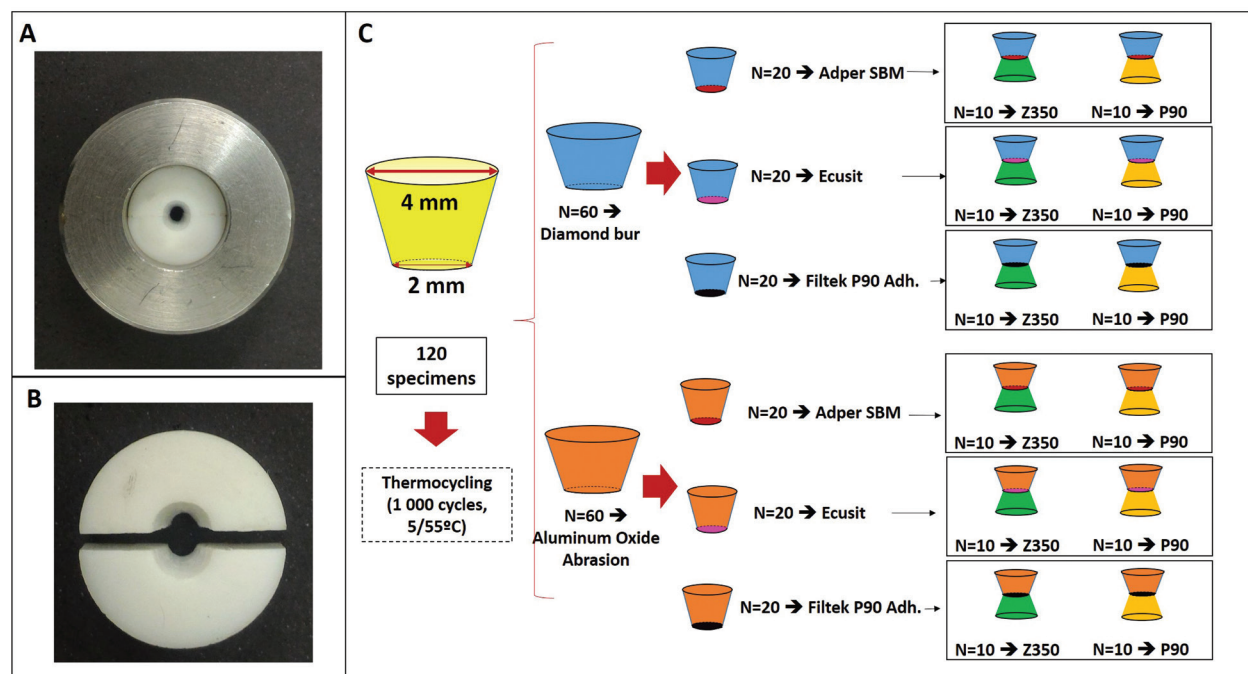 A
B
C
4 mm
2 mm
120
specimens
Thermocycling
(1 000 cycles,
5/55ºC)
N=60 ➔
Diamond bur
N=20 ➔ Adper SBM
N=10 ➔ Z350 N=10 ➔ P90
N=20 ➔ Ecusit
N=10 ➔ Z350 N=10 ➔ P90
N=20 ➔ Filtek P90 Adh.
N=10 ➔ Z350 N=10 ➔ P90
N=60 ➔
Aluminum Oxide
Abrasion
N=20 ➔ Adper SBM
N=10 ➔ Z350 N=10 ➔ P90
N=20 ➔ Ecusit
N=10 ➔ Z350 N=10 ➔ P90
N=20 ➔ Filtek P90 Adh.
N=10 ➔ Z350 N=10 ➔ P90